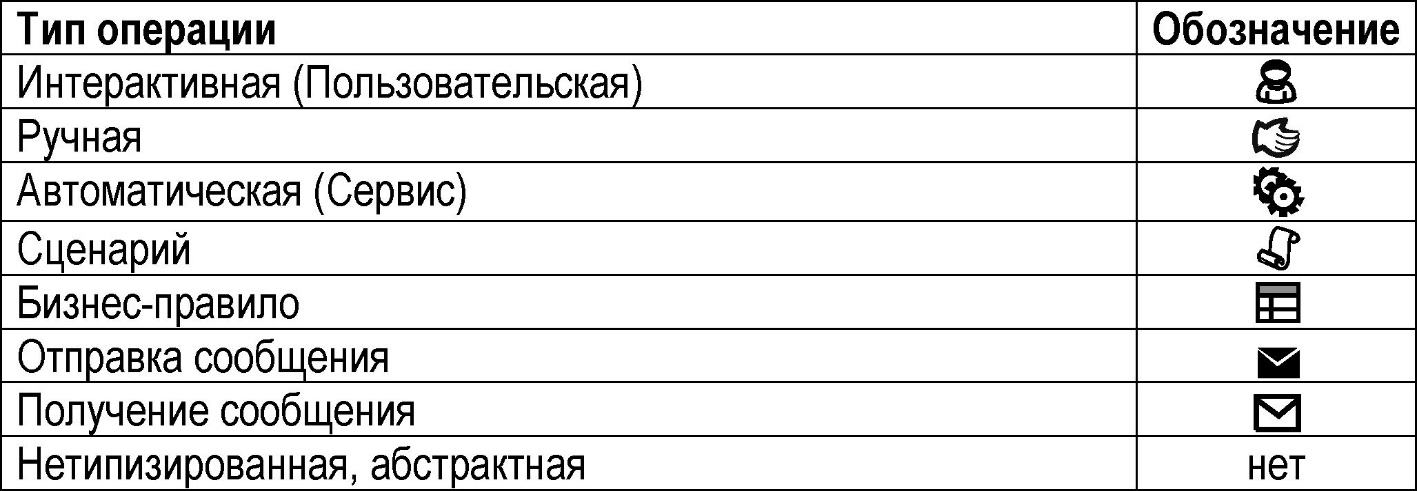 Тип операции Обозначение
Интерактивная (Пользовательская)
Ручная
Автоматическая (Сервис)
Сценарий
Бизнес-правило
Отправка сообщения
Получение сообщения
Нетипизированная, абстрактная нет